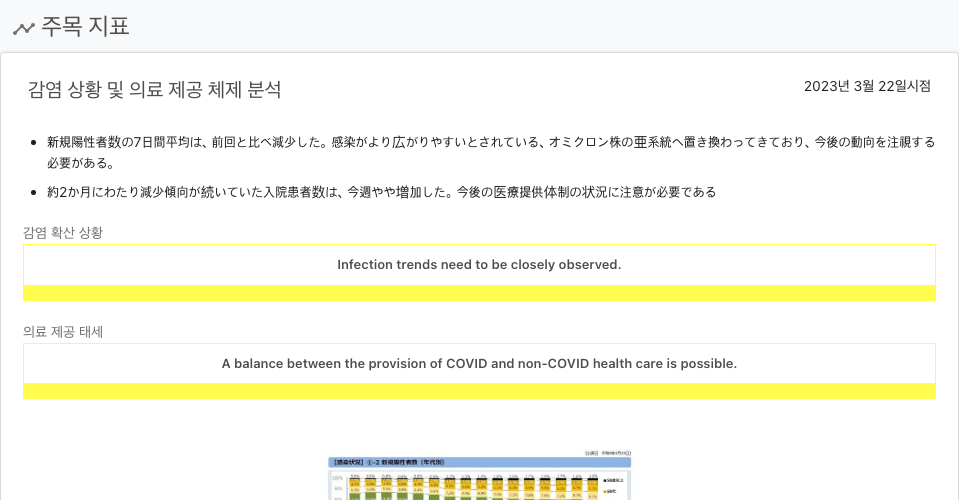 주목 지표
감염 상황 및 의료 제공 체제 분석
2023년 3월 22일시점
新規陽性者数の7日間平均は、前回と比べ減少した。感染がより広がりやすいとされている、オミクロン株の亜系統へ置き換わってきており、今後の動向を注視する
必要がある。
約2か月にわたり減少傾向が続いていた入院患者数は、今週やや増加した。今後の医療提供体制の状況に注意が必要である
감염 확산 상황
Infection trends need to be closely observed.
의료 제공 태세
A balance between the provision of COVID and non-COVID health care is possible.
【感染状況】①-2 新規陽性者数（年代別）
100%